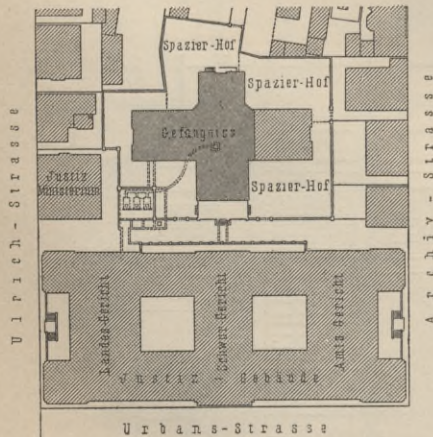 Spazier-Hof
Spazier-Hof
Gefängniss
Spazier-Hof
Justiz
Ministerium
Ulrich-Strasse
Archiv-Strasse
Landes-Gericht
Schwur-Gericht
Amts Gericht
Justiz Gebäude
Urbans-Strasse